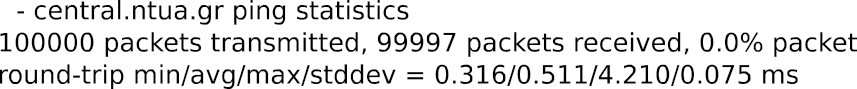 - central.ntua.gr ping statistics
100000 packets transmitted, 99997 packets received, 0.0% packet
round-trip min/avg/max/stddev = 0.316/0.511/4.210/0.075 ms